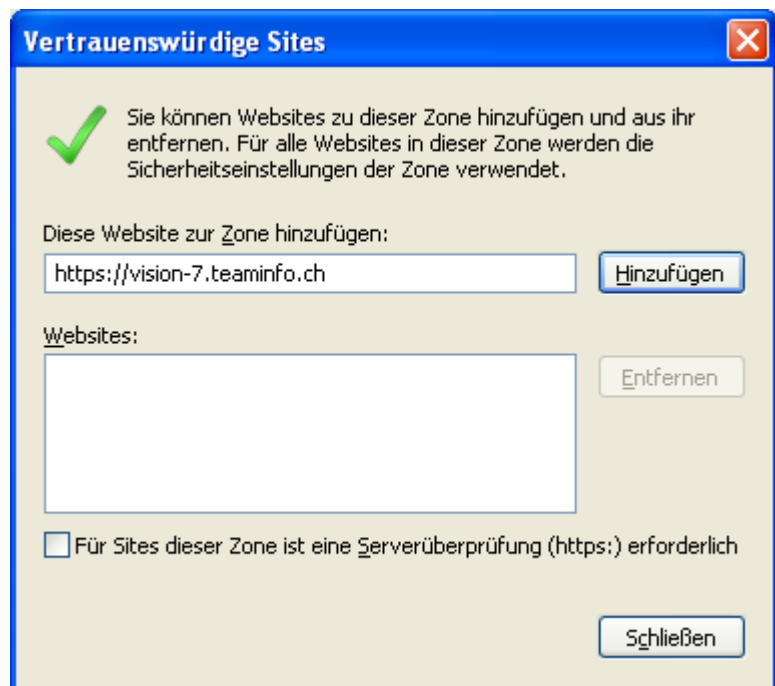 Vertrauenswürdige Sites
Sie können Websites zu dieser Zone hinzufügen und aus ihr
entfernen. Für alle Websites in dieser Zone werden die
Sicherheitseinstellungen der Zone verwendet.
Diese Website zur Zone hinzufügen:
https://vision-7.teaminfo.ch
Hinzufügen
Websites:
Entfernen
Für Sites dieser Zone ist eine Serverüberprüfung (https:) erforderlich
Schließen